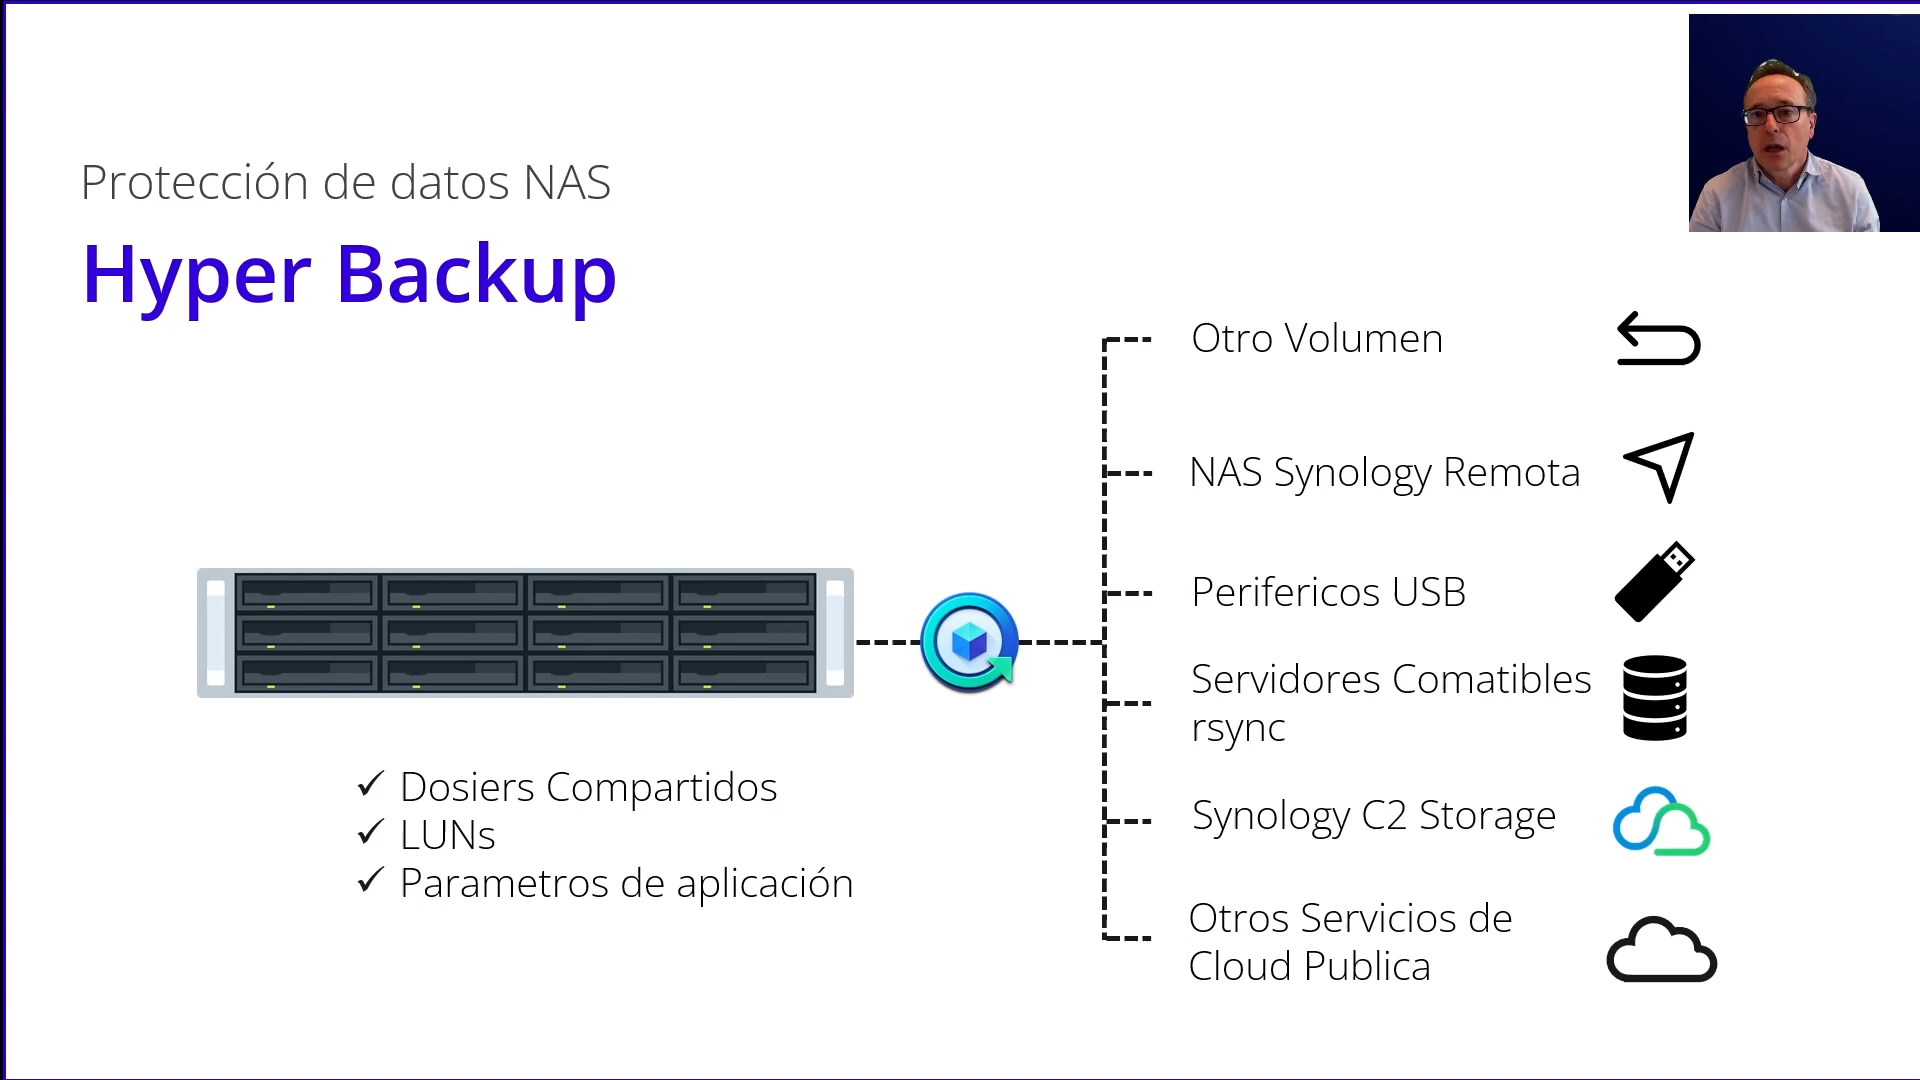 Protección de datos NAS
Hyper Backup
Otro Volumen
NAS Synology Remota
Perifericos USB
Servidores Comatibles
rsync
Synology C2 Storage
Otros Servicios de
Cloud Publica
✓ Dosiers Compartidos
✓ LUNs
✓ Parametros de aplicación